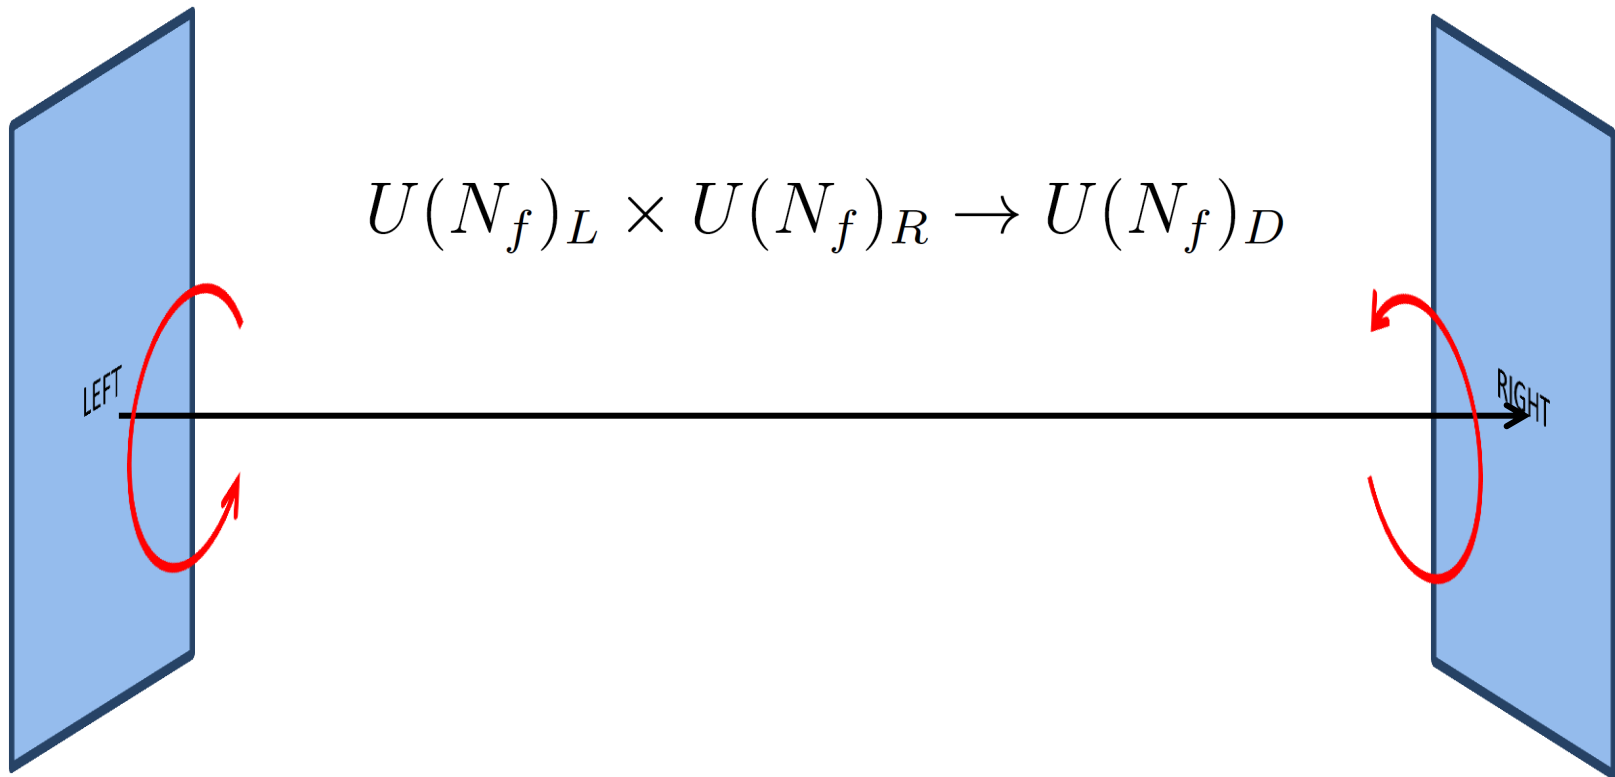 U(N_f)_L × U(N_f)_R → U(N_f)_D
LEFT
RIGHT